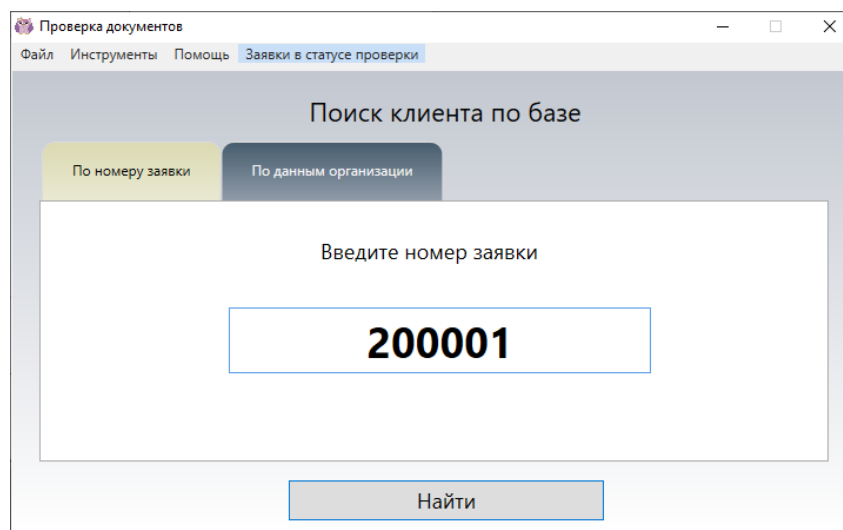 Проверка документов
Файл Инструменты Помощь Заявки в статусе проверки
Поиск клиента по базе
По номеру заявки По данным организации
Введите номер заявки
200001
Найти